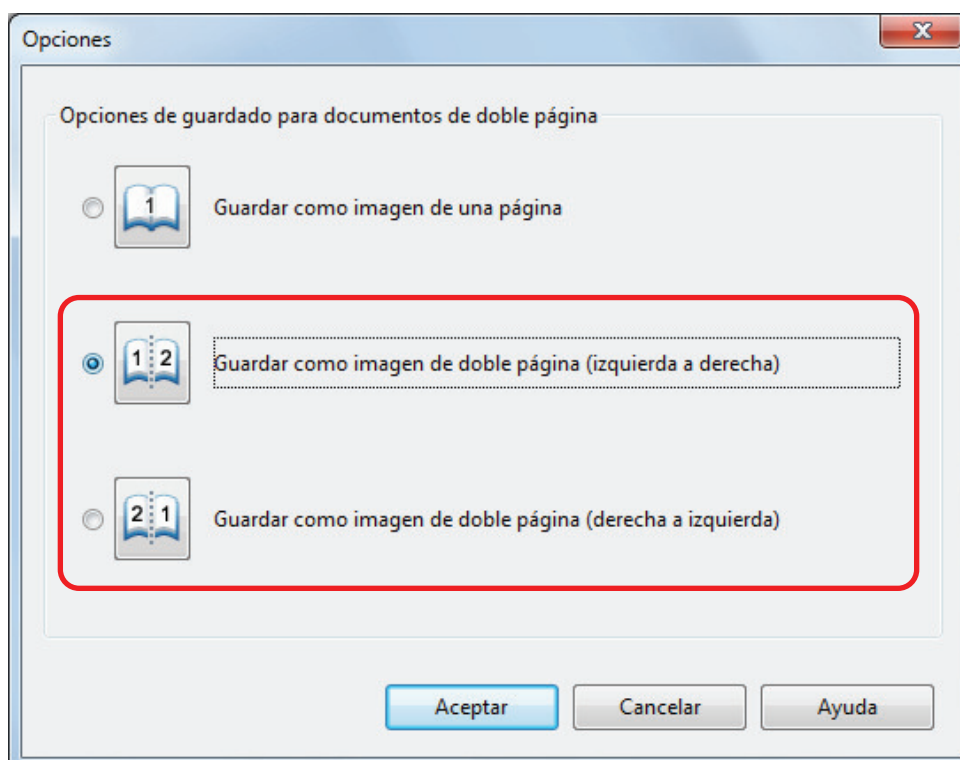 Opciones
Opciones de guardado para documentos de doble página
1
Guardar como imagen de una página
1 2
Guardar como imagen de doble página (izquierda a derecha)
2 1
Guardar como imagen de doble página (derecha a izquierda)
Aceptar Cancelar Ayuda